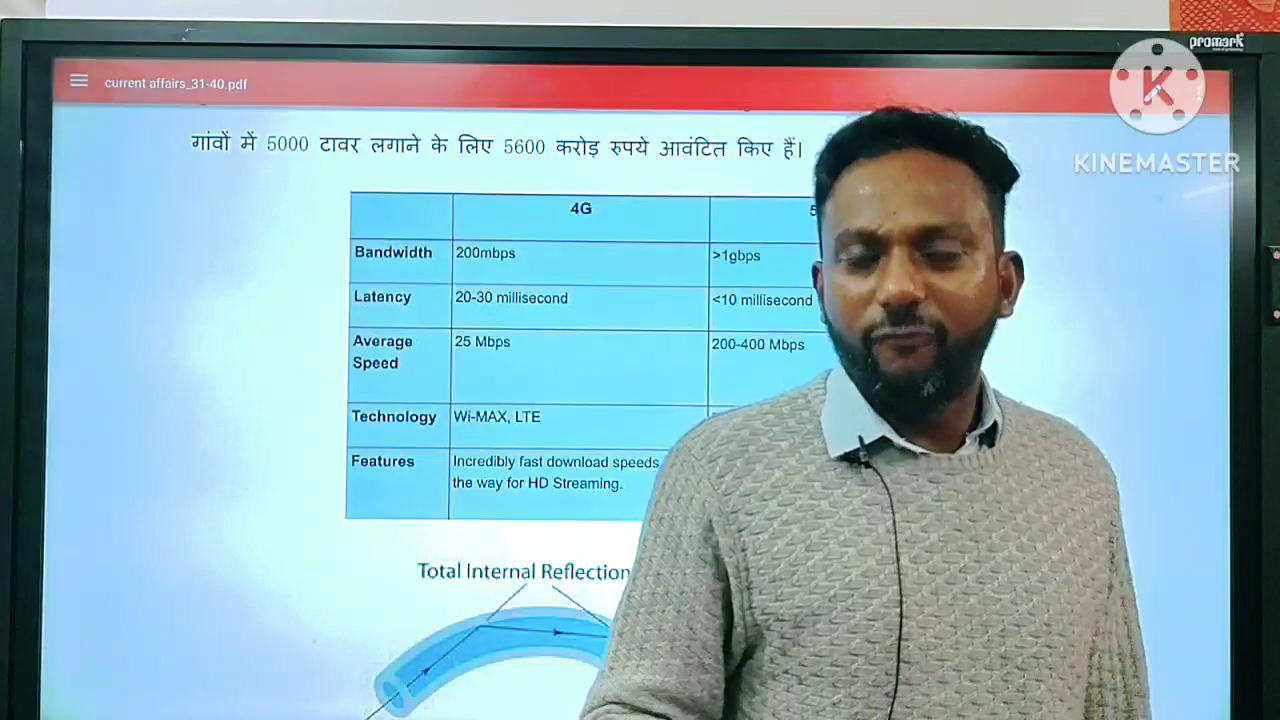 promark
current affairs_31-40.pdf
KINEMASTER
गांवों में 5000 टावर लगाने के लिए 5600 करोड़ रुपये आवंटित किए हैं।
4G 5
Bandwidth 200mbps >1gbps
Latency 20-30 millisecond <10 millisecond
Average 25 Mbps 200-400 Mbps
Speed
Technology Wi-MAX, LTE
Features Incredibly fast download speeds
the way for HD Streaming.
Total Internal Reflection